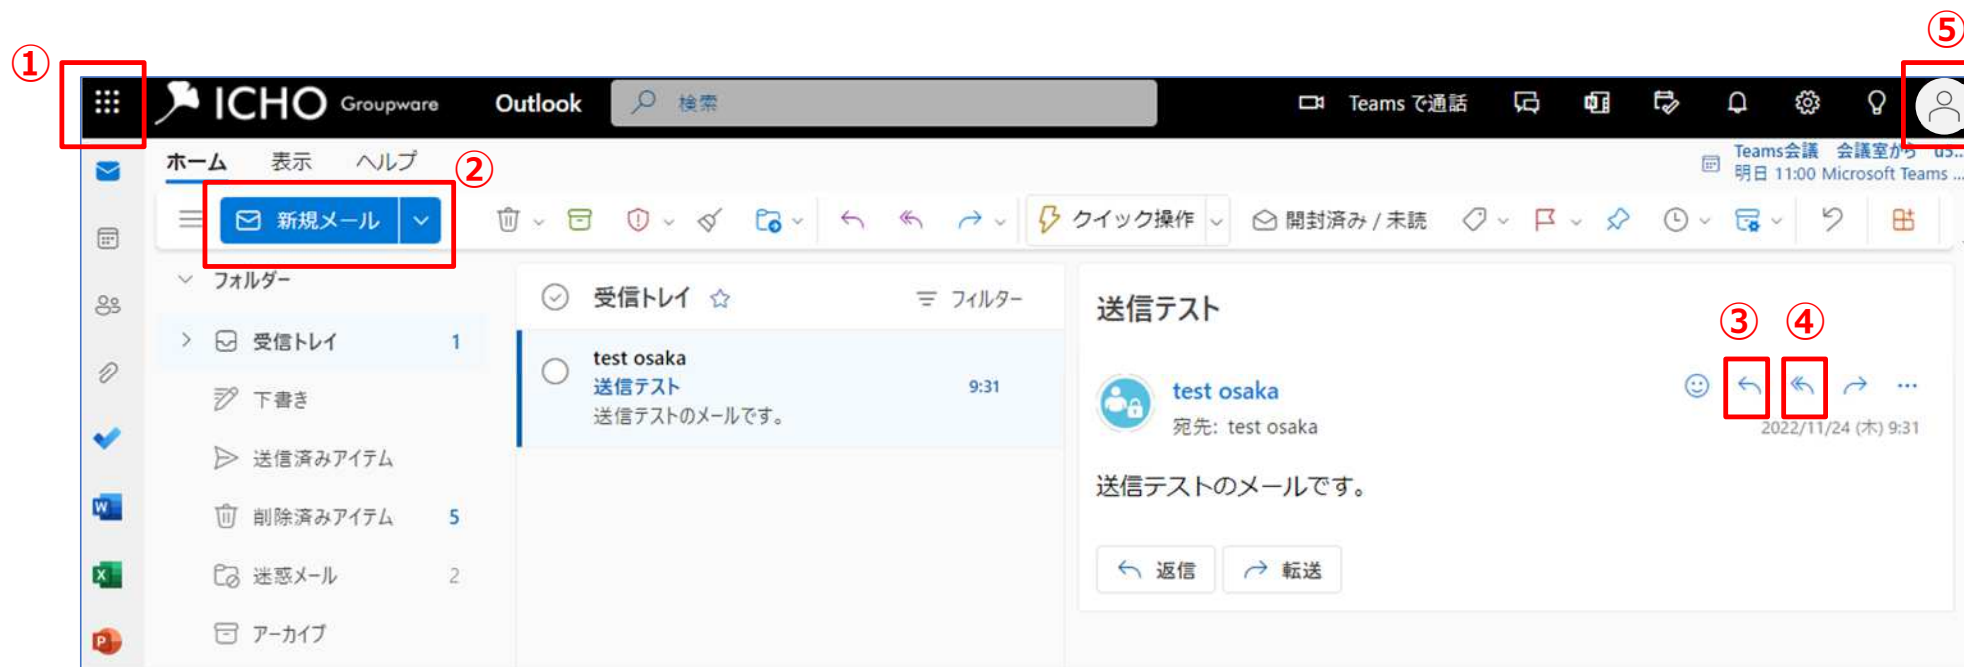 ⑤
①
ICHO Groupware Outlook 検索 Teams で通話
ホーム 表示 ヘルプ ②
Teams会議 会議室から u5...
明日 11:00 Microsoft Teams ...
新規メール クイック操作 開封済み / 未読
フォルダー
受信トレイ 1
下書き
送信済みアイテム
削除済みアイテム 5
迷惑メール 2
アーカイブ
受信トレイ フィルター
test osaka
送信テスト 9:31
送信テストのメールです。
送信テスト
③ ④
test osaka
宛先: test osaka
2022/11/24 (木) 9:31
送信テストのメールです。
返信 転送